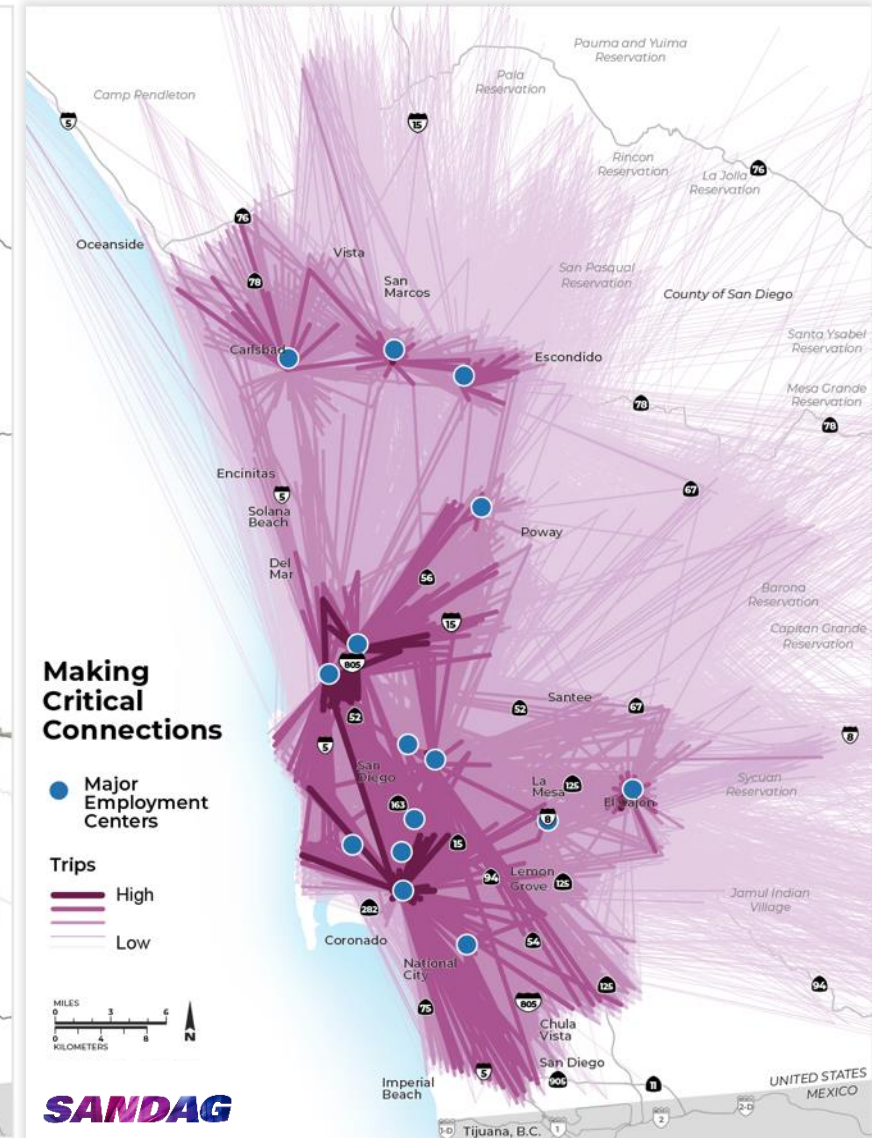 Pauma and Yuima
Reservation
Pala
Reservation
Camp Pendleton
5
15
Rincon
Reservation
76
La Jolla
Reservation
76
Oceanside
Vista
78
San
Marcos
San Pasqual
Reservation
County of San Diego
Santa Ysabel
Reservation
Carlsbad
Escondido
Mesa Grande
Reservation
78
78
Encinitas
5
67
Solana
Beach
Poway
Del
Mar
56
Barona
Reservation
15
Capitan Grande
Reservation
805
Making
Critical
Connections
Santee
52
67
52
5
8
Major
Employment
Centers
San
Diego
La
Mesa
125
Sycuan
Reservation
El Cajon
163
8
15
Trips
High
Low
94
Lemon
Grove
125
Jamul Indian
Village
282
Coronado
54
National
City
125
94
MILES
0 3 6
0 4 8
KILOMETERS
N
75
805
Chula
Vista
San Diego
5
905
11
Imperial
Beach
UNITED STATES
MEXICO
SANDAG
1-D
Tijuana, B.C.
1
2
2-D